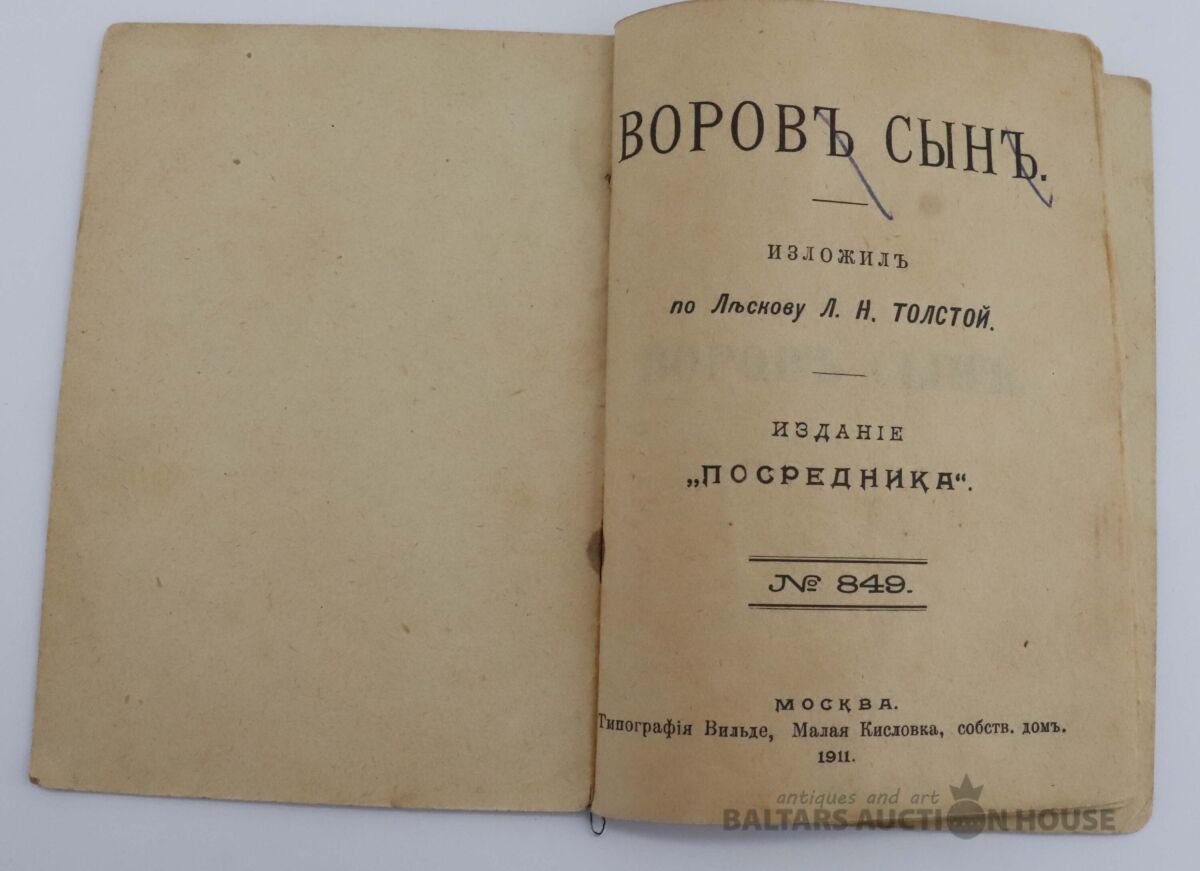 ВОРОВЪ СЫНЪ.
ИЗЛОЖИЛЪ
по Лѣскову Л. Н. ТОЛСТОЙ.
ИЗДАНІЕ
„ПОСРЕДНИКА“.
№ 849.
МОСКВА.
Типографія Вильде, Малая Кисловка, собств. домъ.
1911.
antiques and art
BALTARS AUCTION HOUSE